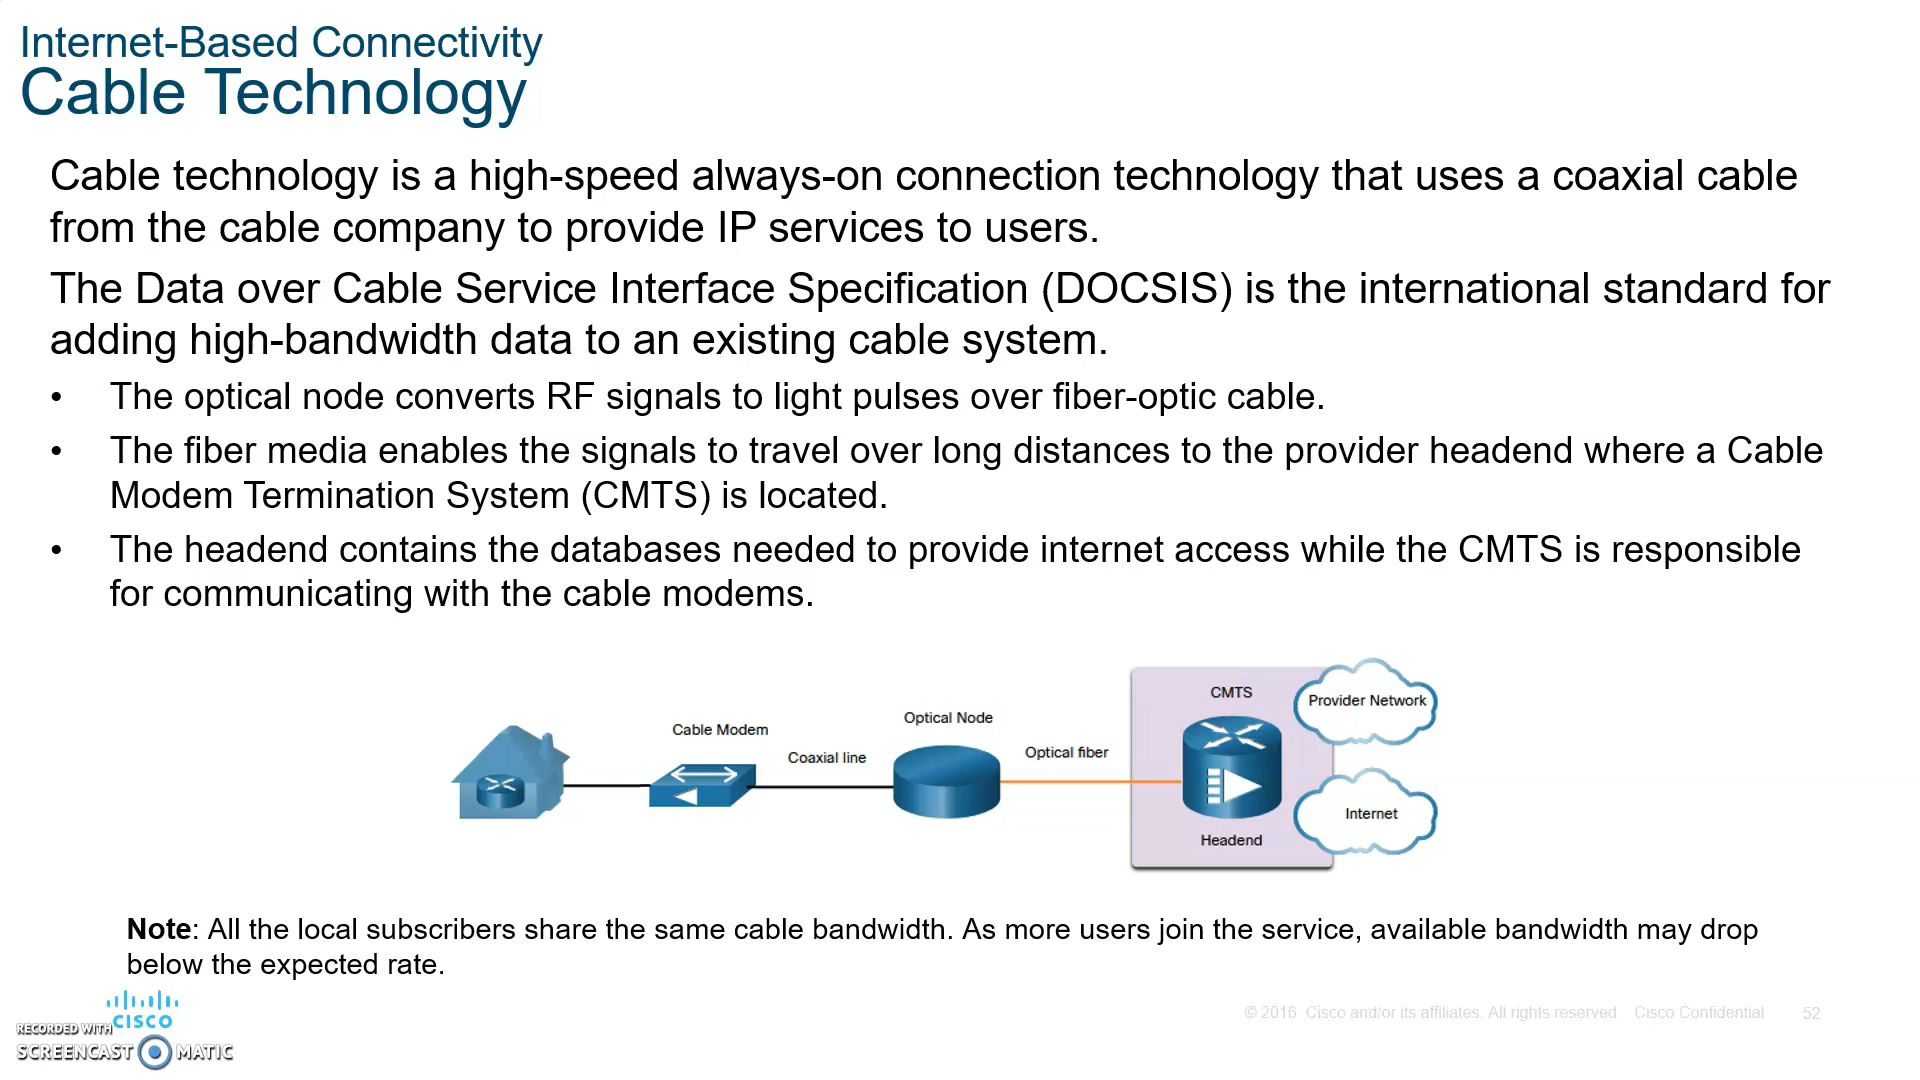 Internet-Based Connectivity
Cable Technology
Cable technology is a high-speed always-on connection technology that uses a coaxial cable
from the cable company to provide IP services to users.
The Data over Cable Service Interface Specification (DOCSIS) is the international standard for
adding high-bandwidth data to an existing cable system.
• The optical node converts RF signals to light pulses over fiber-optic cable.
• The fiber media enables the signals to travel over long distances to the provider headend where a Cable
Modem Termination System (CMTS) is located.
• The headend contains the databases needed to provide internet access while the CMTS is responsible
for communicating with the cable modems.
CMTS
Provider Network
Optical Node
Cable Modem
Optical fiber
Coaxial line
Internet
Headend
Note: All the local subscribers share the same cable bandwidth. As more users join the service, available bandwidth may drop
below the expected rate.
CISCO
© 2016 Cisco and/or its affiliates. All rights reserved. Cisco Confidential 52
RECORDED WITH
SCREENCAST MATIC